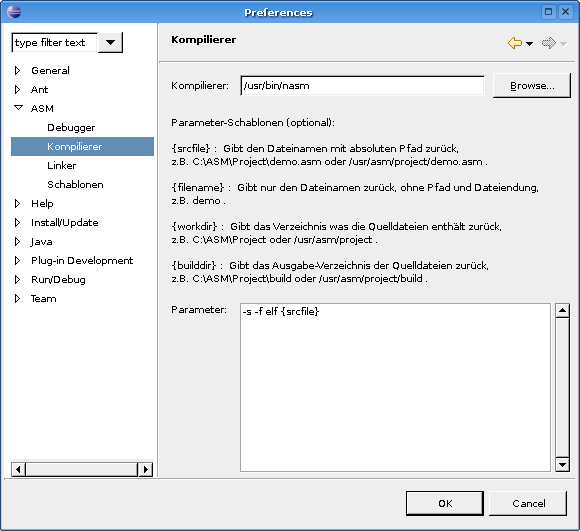 Preferences
type filter text
General
Ant
ASM
Debugger
Kompilierer
Linker
Schablonen
Help
Install/Update
Java
Plug-in Development
Run/Debug
Team
Kompilierer
Kompilierer: /usr/bin/nasm Browse...
Parameter-Schablonen (optional):
{srcfile} : Gibt den Dateinamen mit absoluten Pfad zurück,
z.B. C:\ASM\Project\demo.asm oder /usr/asm/project/demo.asm .
{filename} : Gibt nur den Dateinamen zurück, ohne Pfad und Dateiendung,
z.B. demo .
{workdir} : Gibt das Verzeichnis was die Quelldateien enthält zurück,
z.B. C:\ASM\Project oder /usr/asm/project .
{builddir} : Gibt das Ausgabe-Verzeichnis der Quelldateien zurück,
z.B. C:\ASM\Project\build oder /usr/asm/project/build .
Parameter: -s -f elf {srcfile}
OK Cancel